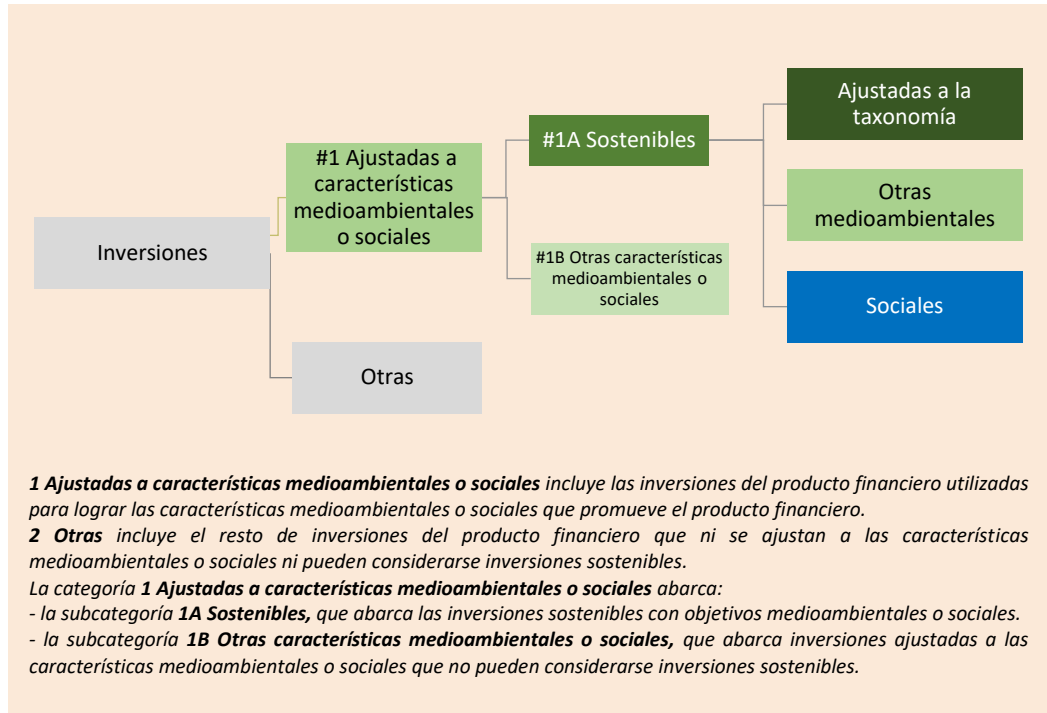 Ajustadas a la
taxonomía
#1A Sostenibles
#1 Ajustadas a
características
medioambientales
o sociales
Otras
medioambientales
Inversiones
#1B Otras características
medioambientales o
sociales
Sociales
Otras
1 Ajustadas a características medioambientales o sociales incluye las inversiones del producto financiero utilizadas
para lograr las características medioambientales o sociales que promueve el producto financiero.
2 Otras incluye el resto de inversiones del producto financiero que ni se ajustan a las características
medioambientales o sociales ni pueden considerarse inversiones sostenibles.
La categoría 1 Ajustadas a características medioambientales o sociales abarca:
- la subcategoría 1A Sostenibles, que abarca las inversiones sostenibles con objetivos medioambientales o sociales.
- la subcategoría 1B Otras características medioambientales o sociales, que abarca inversiones ajustadas a las
características medioambientales o sociales que no pueden considerarse inversiones sostenibles.